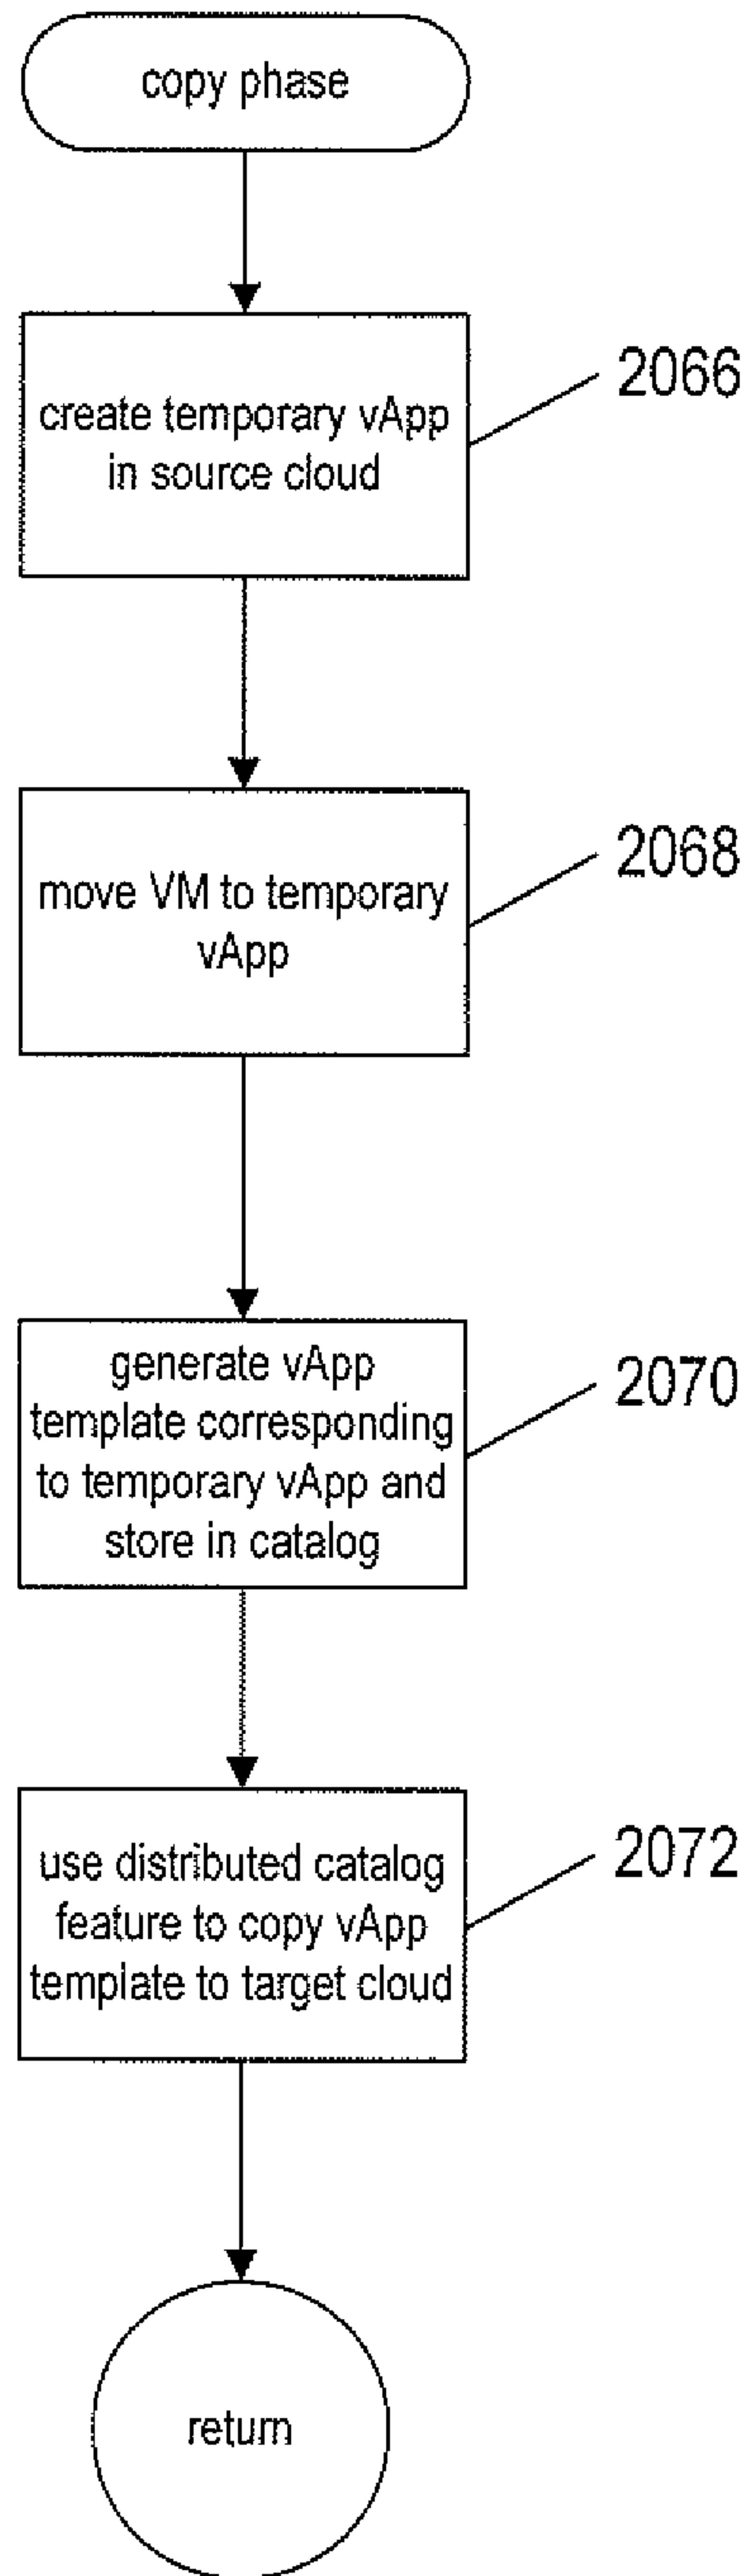 copy phase
create temporary vApp
in source cloud
2066
move VM to temporary
vApp
2068
generate vApp
template corresponding
to temporary vApp and
store in catalog
2070
use distributed catalog
feature to copy vApp
template to target cloud
2072
return